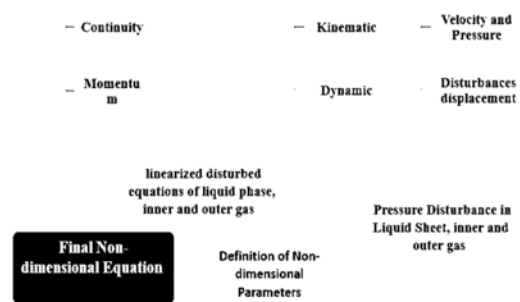 Continuity
Kinematic
Velocity and
Pressure
Momentu
m
Dynamic
Disturbances
displacement
linearized disturbed
equations of liquid phase,
inner and outer gas
Pressure Disturbance in
Liquid Sheet, inner and
outer gas
Final Non-
dimensional Equation
Definition of Non-
dimensional
Parameters